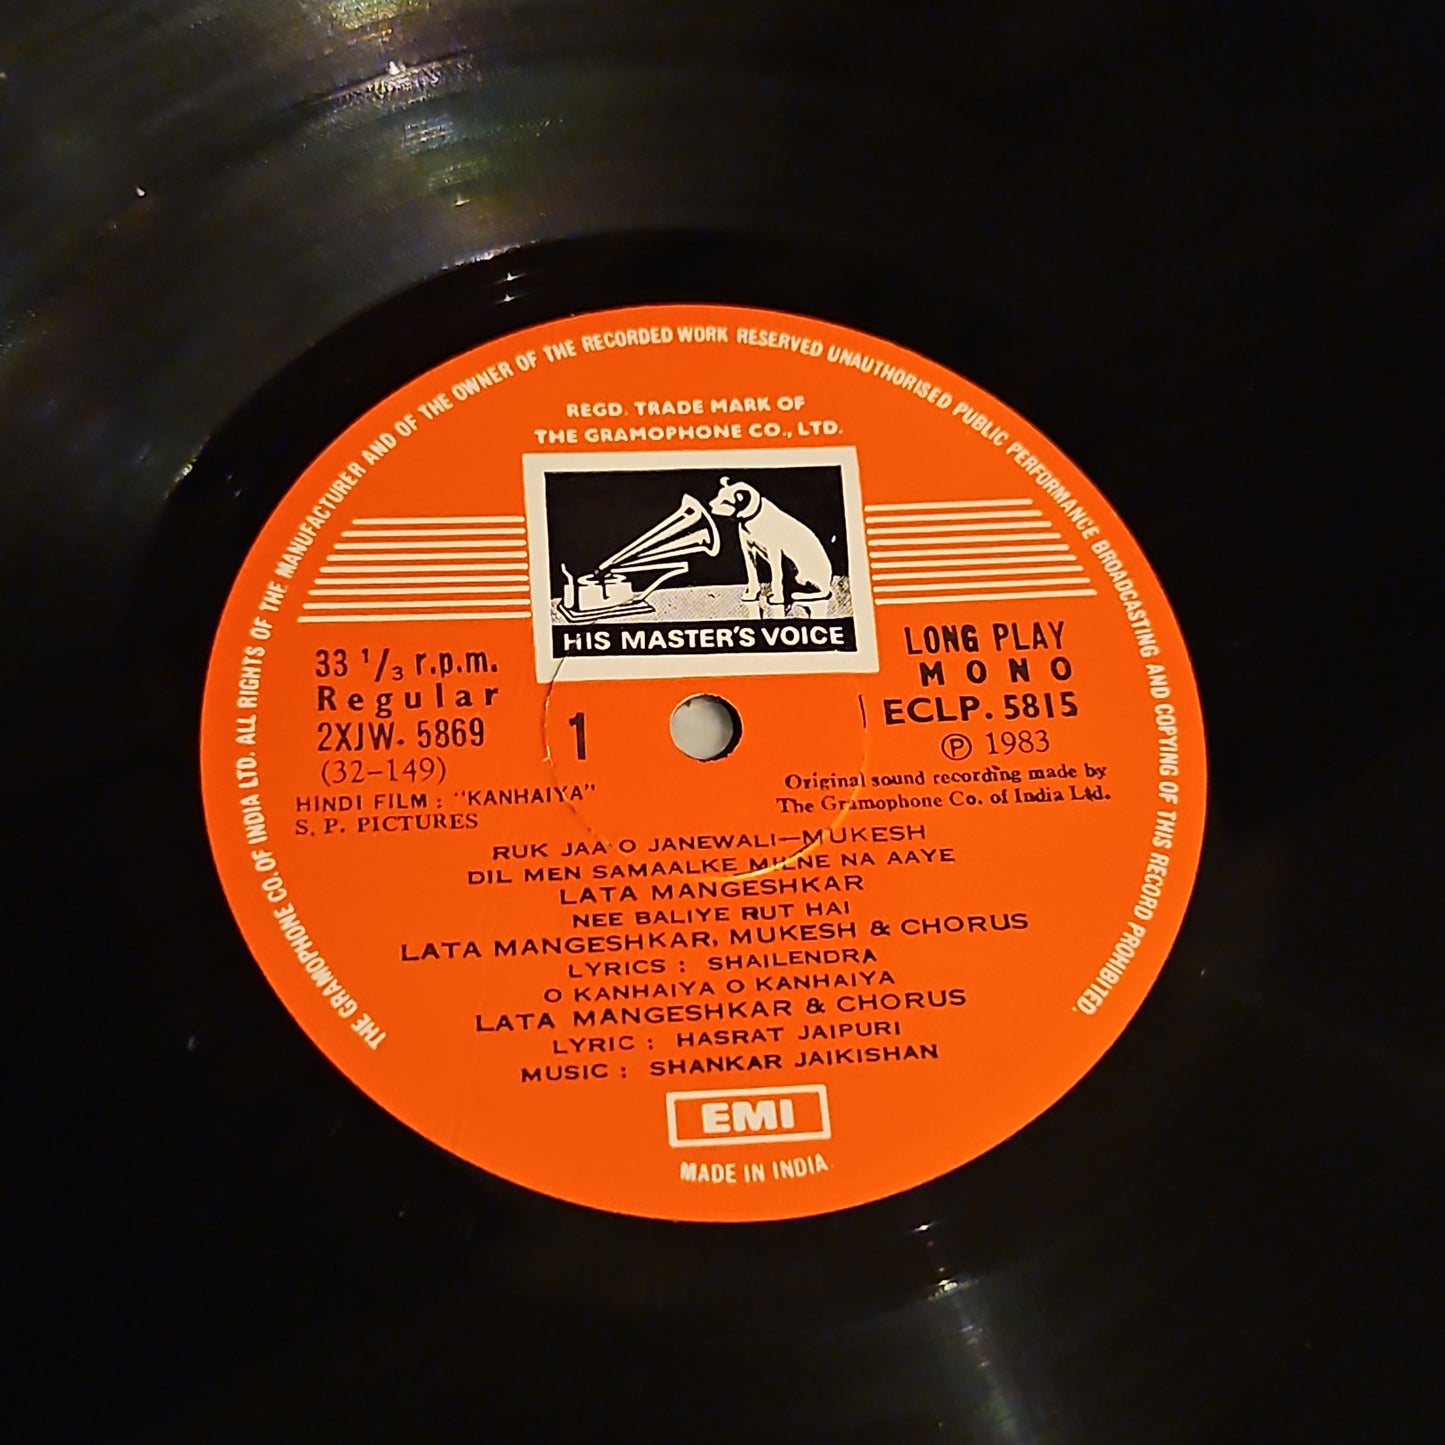 THE GRAMOPHONE CO. OF INDIA LTD. ALL RIGHTS OF THE MANUFACTURER AND OF THE OWNER OF THE RECORDED WORK RESERVED UNAUTHORISED PUBLIC PERFORMANCE BROADCASTING AND COPYING OF THIS RECORD PROHIBITED.
REGD. TRADE MARK OF
THE GRAMOPHONE CO., LTD.
HIS MASTER'S VOICE
33 1/3 r.p.m.
Regular
2XJW. 5869
(32-149)
HINDI FILM : "KANHAIYA"
S. P. PICTURES
1
LONG PLAY
MONO
ECLP. 5815
Ⓟ 1983
Original sound recording made by
The Gramophone Co. of India Ltd.
RUK JAA O JANEWALI—MUKESH
DIL MEN SAMAALKE MILNE NA AAYE
LATA MANGESHKAR
NEE BALIYE RUT HAI
LATA MANGESHKAR, MUKESH & CHORUS
LYRICS : SHAILENDRA
O KANHAIYA O KANHAIYA
LATA MANGESHKAR & CHORUS
LYRIC : HASRAT JAIPURI
MUSIC : SHANKAR JAIKISHAN
EMI
MADE IN INDIA